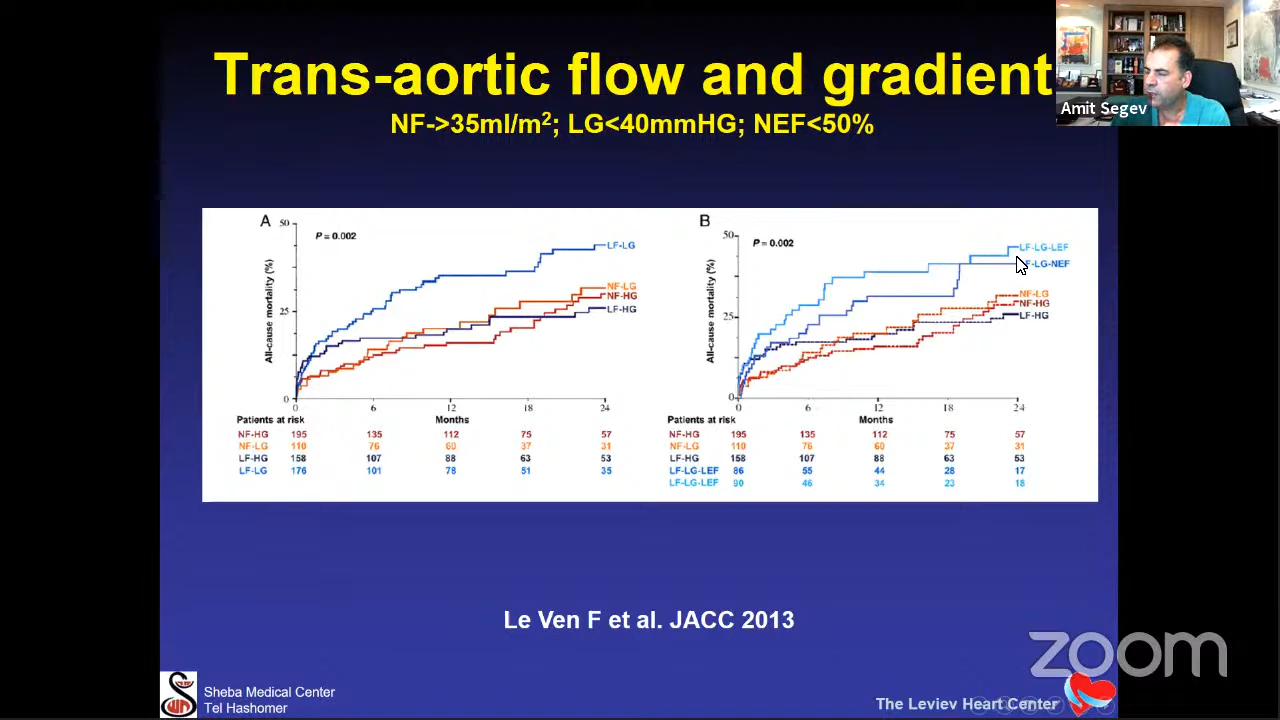 Trans-aortic flow and gradient
NF->35ml/m²; LG<40mmHG; NEF<50%
Amit Segev
A
50
25
0
P = 0.002
All-cause mortality (%)
LF-LG
NF-LG
NF-HG
LF-HG
0 6 12 18 24
Patients at risk Months
NF-HG 195 135 112 75 57
NF-LG 110 76 60 37 31
LF-HG 158 107 88 63 53
LF-LG 176 101 78 51 35
B
50
25
0
P = 0.002
All-cause mortality (%)
LF-LG-LEF
F-LG-NEF
NF-LG
NF-HG
LF-HG
0 6 12 18 24
Patients at risk Months
NF-HG 195 135 112 75 57
NF-LG 110 76 60 37 31
LF-HG 158 107 88 63 53
LF-LG-LEF 86 55 44 28 17
LF-LG-LEF 90 46 34 23 18
Le Ven F et al. JACC 2013
zoom
Sheba Medical Center
Tel Hashomer
The Leviev Heart Center